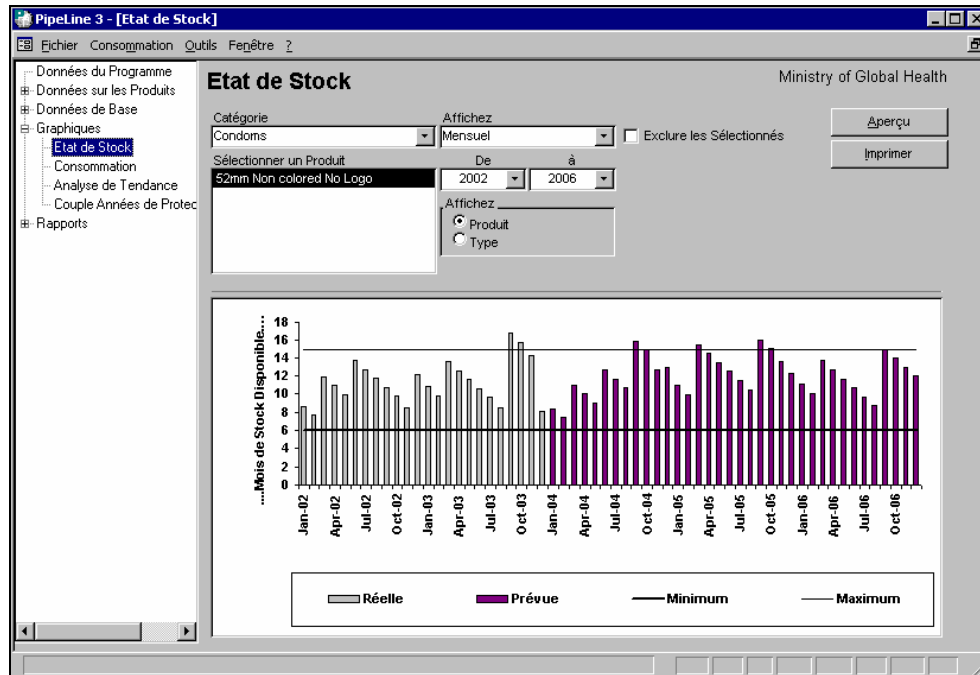 PipeLine 3 - [Etat de Stock]
Fichier Consommation Outils Fenêtre ?
Données du Programme
Données sur les Produits
Données de Base
Graphiques
Etat de Stock
Consommation
Analyse de Tendance
Couple Années de Protec
Rapports
Etat de Stock
Ministry of Global Health
Catégorie
Condoms
Affichez
Mensuel
Exclure les Sélectionnés
Aperçu
Imprimer
Sélectionner un Produit
52mm Non colored No Logo
De à
2002 2006
Affichez
Produit
Type
....Mois de Stock Disponible....
18
16
14
12
10
8
6
4
2
0
Jan-02 Apr-02 Jul-02 Oct-02 Jan-03 Apr-03 Jul-03 Oct-03 Jan-04 Apr-04 Jul-04 Oct-04 Jan-05 Apr-05 Jul-05 Oct-05 Jan-06 Apr-06 Jul-06 Oct-06
Réelle Prévue Minimum Maximum